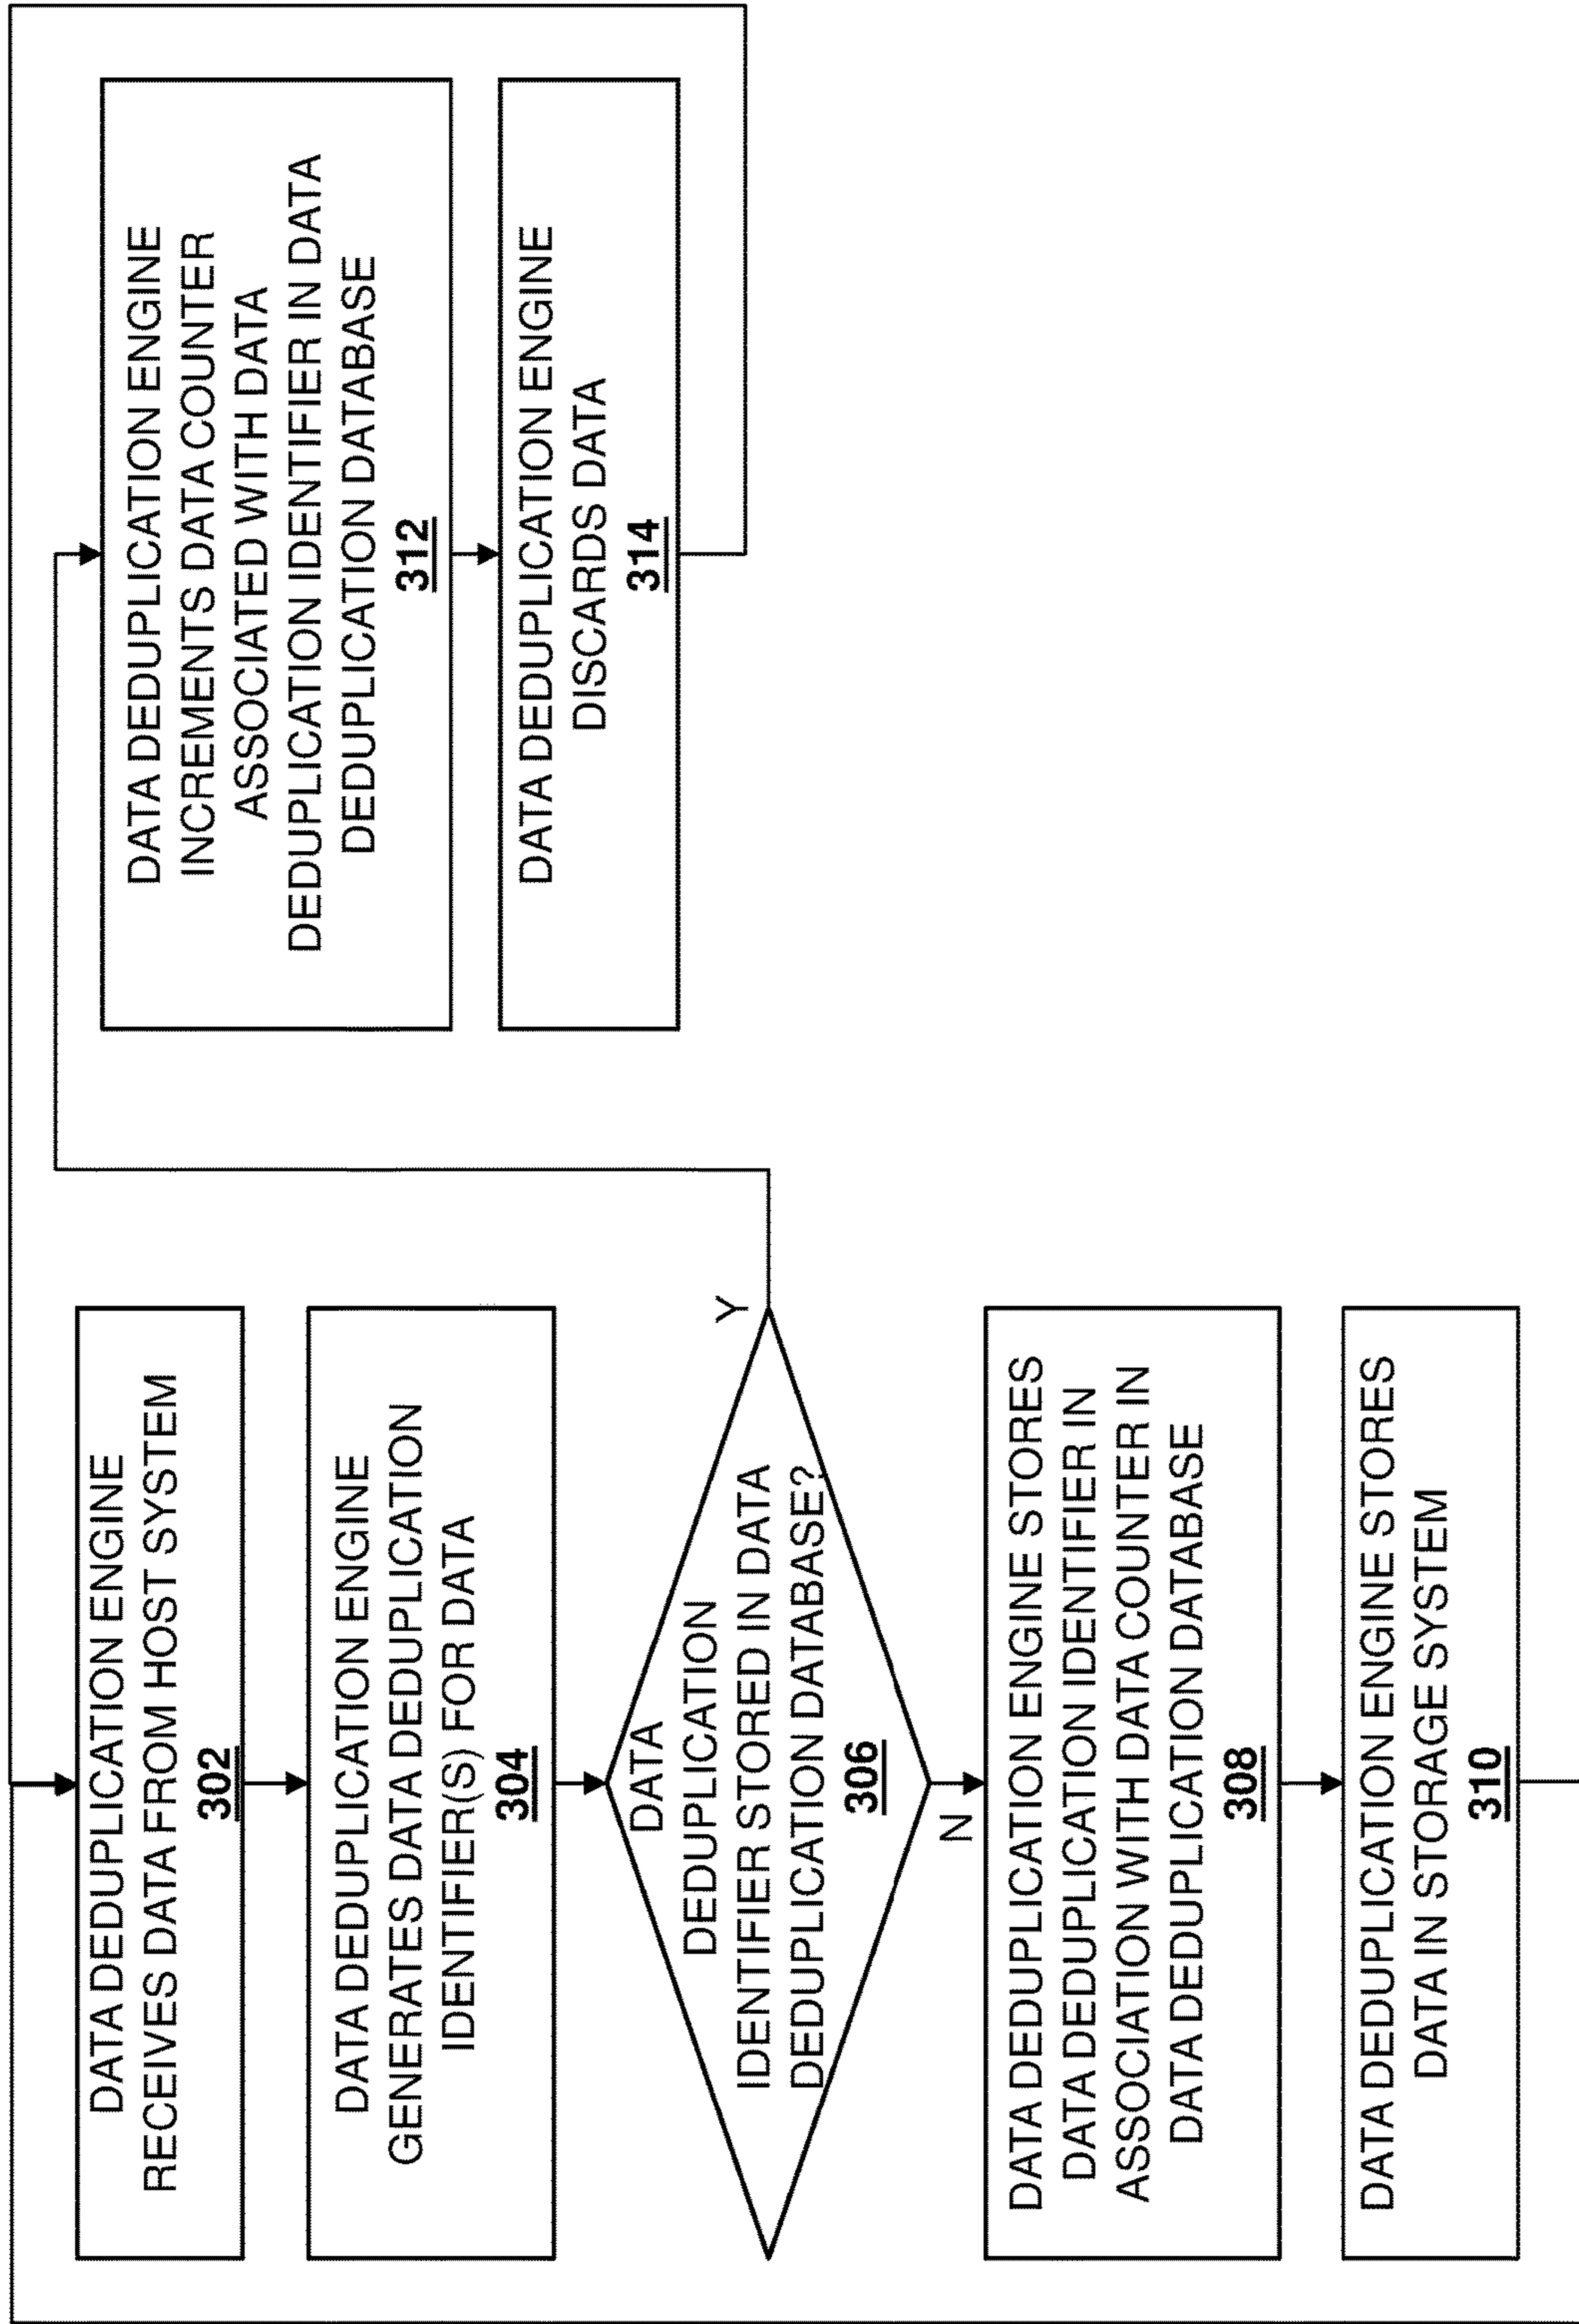 DATA DEDUPLICATION ENGINE
RECEIVES DATA FROM HOST SYSTEM
302
DATA DEDUPLICATION ENGINE
GENERATES DATA DEDUPLICATION
IDENTIFIER(S) FOR DATA
304
DATA
DEDUPLICATION
IDENTIFIER STORED IN DATA
DEDUPLICATION DATABASE?
306
Y
N
DATA DEDUPLICATION ENGINE STORES
DATA DEDUPLICATION IDENTIFIER IN
ASSOCIATION WITH DATA COUNTER IN
DATA DEDUPLICATION DATABASE
308
DATA DEDUPLICATION ENGINE STORES
DATA IN STORAGE SYSTEM
310
DATA DEDUPLICATION ENGINE
INCREMENTS DATA COUNTER
ASSOCIATED WITH DATA
DEDUPLICATION IDENTIFIER IN DATA
DEDUPLICATION DATABASE
312
DATA DEDUPLICATION ENGINE
DISCARDS DATA
314